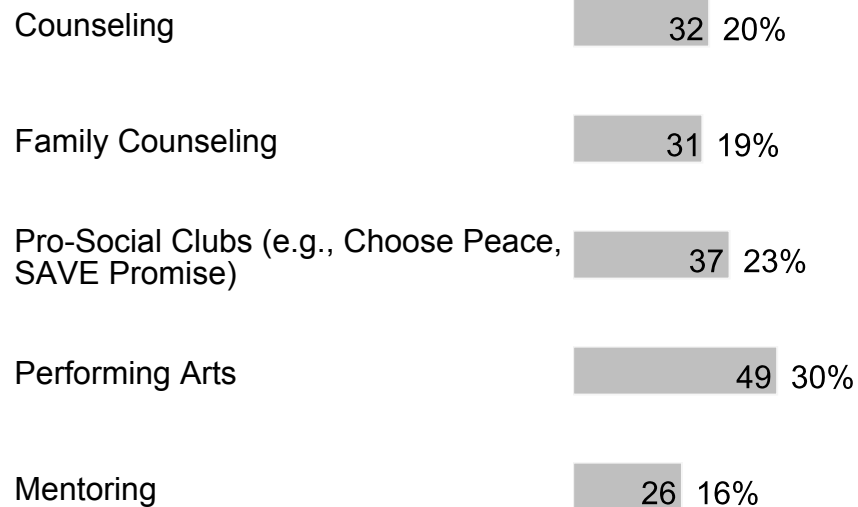 Counseling 32 20%
Family Counseling 31 19%
Pro-Social Clubs (e.g., Choose Peace,
SAVE Promise) 37 23%
Performing Arts 49 30%
Mentoring 26 16%